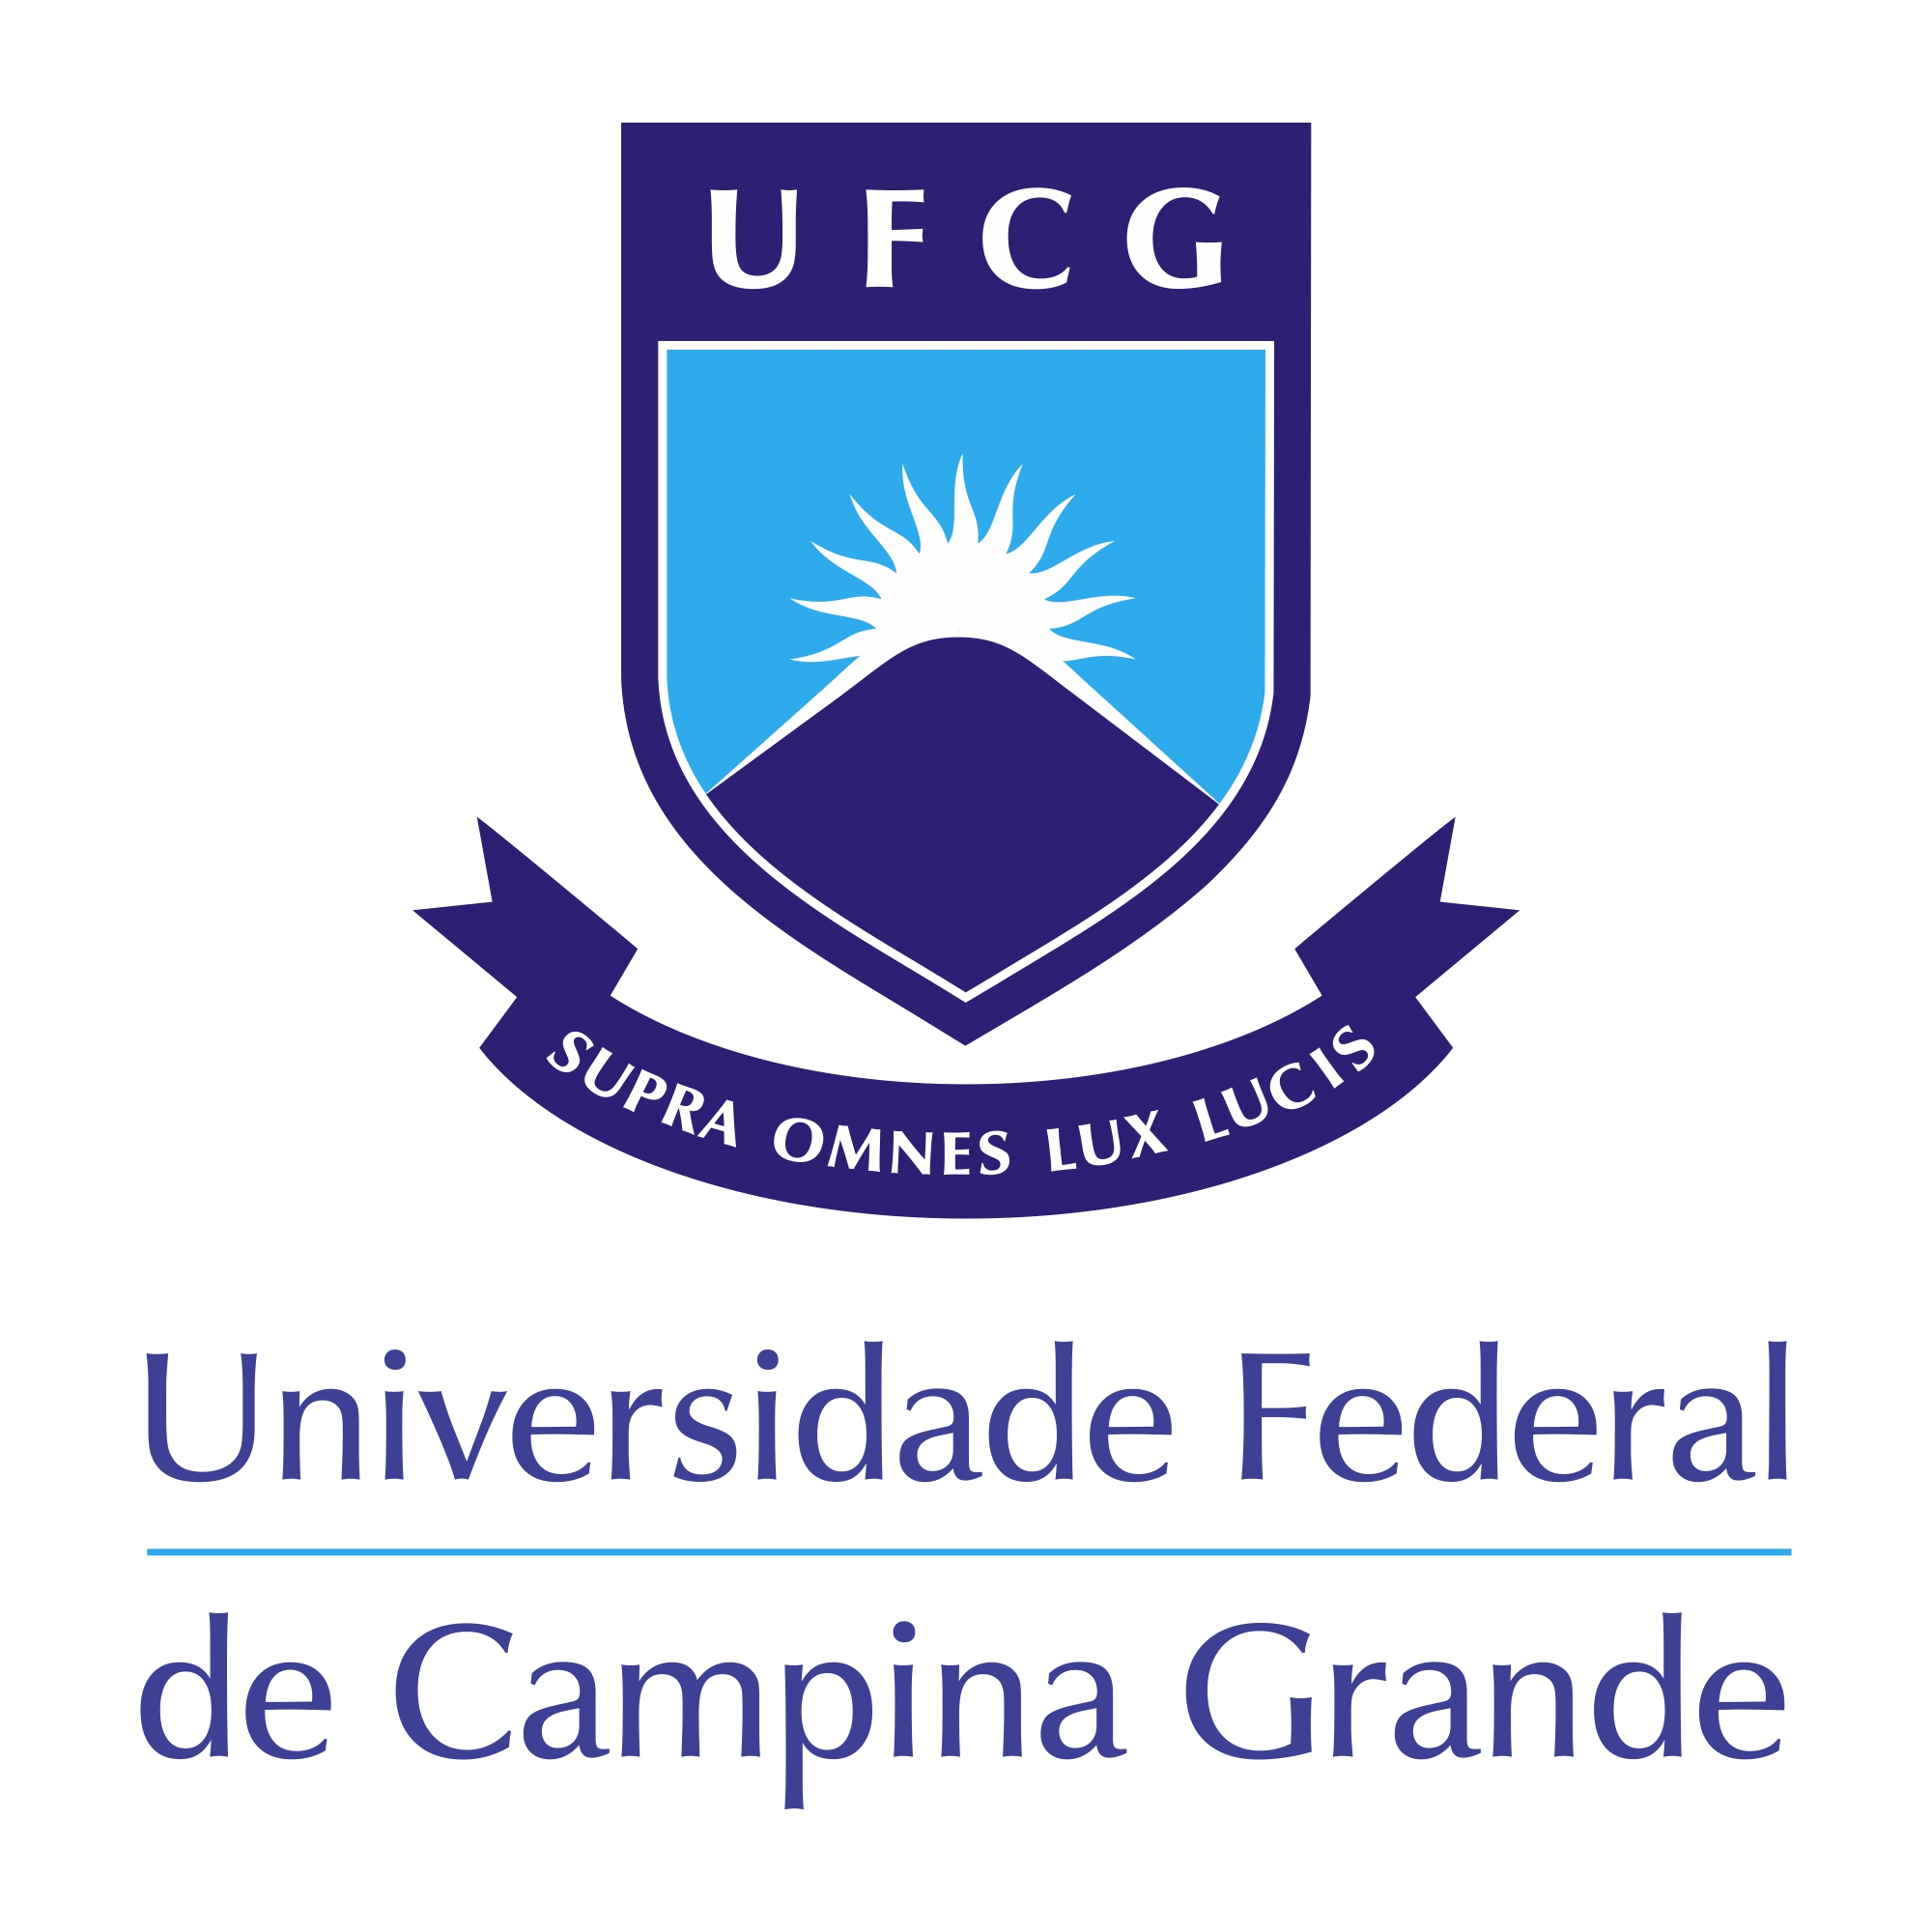 UFCG
SUPRA OMNES LUX LUCIS
Universidade Federal
de Campina Grande